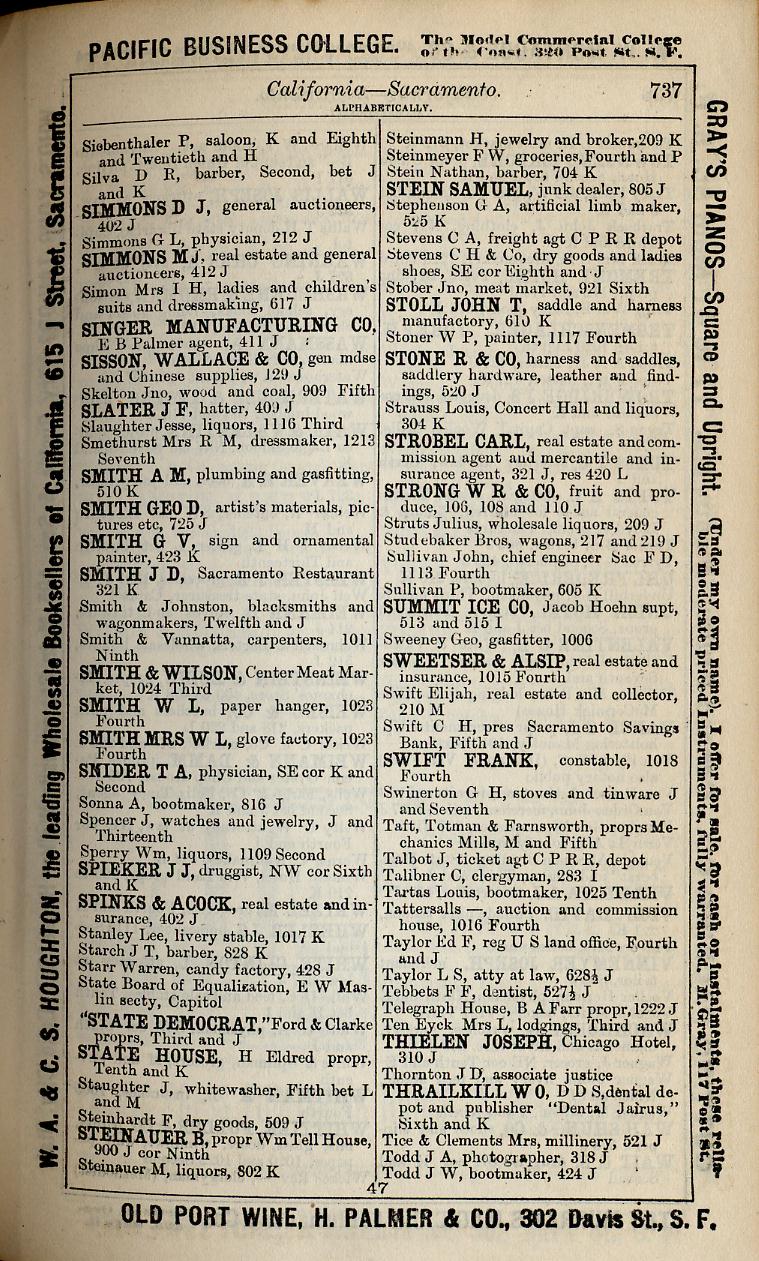 PACIFIC BUSINESS COLLEGE. The Model Commercial College
of the Coast. 320 Post St., S. F.
California—Sacramento. 737
ALPHABETICALLY.
Siebenthaler P, saloon, K and Eighth
and Twentieth and H
Silva D R, barber, Second, bet J
and K
SIMMONS D J, general auctioneers,
402 J
Simmons G L, physician, 212 J
SIMMONS M J, real estate and general
auctioneers, 412 J
Simon Mrs I H, ladies and children's
suits and dressmaking, 617 J
SINGER MANUFACTURING CO,
E B Palmer agent, 411 J
SISSON, WALLACE & CO, gen mdse
and Chinese supplies, 129 J
Skelton Jno, wood and coal, 909 Fifth
SLATER J F, hatter, 409 J
Slaughter Jesse, liquors, 1116 Third
Smethurst Mrs R M, dressmaker, 1213
Seventh
SMITH A M, plumbing and gasfitting,
510 K
SMITH GEO D, artist's materials, pic-
tures etc, 725 J
SMITH G V, sign and ornamental
painter, 423 K
SMITH J D, Sacramento Restaurant
321 K
Smith & Johnston, blacksmiths and
wagonmakers, Twelfth and J
Smith & Vannatta, carpenters, 1011
Ninth
SMITH & WILSON, Center Meat Mar-
ket, 1024 Third
SMITH W L, paper hanger, 1023
Fourth
SMITH MRS W L, glove factory, 1023
Fourth
SNIDER T A, physician, SE cor K and
Second
Sonna A, bootmaker, 816 J
Spencer J, watches and jewelry, J and
Thirteenth
Sperry Wm, liquors, 1109 Second
SPIEKER J J, druggist, NW cor Sixth
and K
SPINKS & ACOCK, real estate and in-
surance, 402 J
Stanley Lee, livery stable, 1017 K
Starch J T, barber, 828 K
Starr Warren, candy factory, 428 J
State Board of Equalization, E W Mas-
lin secty, Capitol
"STATE DEMOCRAT," Ford & Clarke
proprs, Third and J
STATE HOUSE, H Eldred propr,
Tenth and K
Staughter J, whitewasher, Fifth bet L
and M
Steinhardt F, dry goods, 509 J
STEINAUER B, propr Wm Tell House,
900 J cor Ninth
Steinauer M, liquors, 802 K
Steinmann H, jewelry and broker, 209 K
Steinmeyer F W, groceries, Fourth and P
Stein Nathan, barber, 704 K
STEIN SAMUEL, junk dealer, 805 J
Stephenson G A, artificial limb maker,
525 K
Stevens C A, freight agt C P R R depot
Stevens C H & Co, dry goods and ladies
shoes, SE cor Eighth and J
Stober Jno, meat market, 921 Sixth
STOLL JOHN T, saddle and harness
manufactory, 610 K
Stoner W P, painter, 1117 Fourth
STONE R & CO, harness and saddles,
saddlery hardware, leather and find-
ings, 520 J
Strauss Louis, Concert Hall and liquors,
304 K
STROBEL CARL, real estate and com-
mission agent and mercantile and in-
surance agent, 321 J, res 420 L
STRONG W R & CO, fruit and pro-
duce, 106, 108 and 110 J
Struts Julius, wholesale liquors, 209 J
Studebaker Bros, wagons, 217 and 219 J
Sullivan John, chief engineer Sac F D,
1113 Fourth
Sullivan P, bootmaker, 605 K
SUMMIT ICE CO, Jacob Hoehn supt,
513 and 515 I
Sweeney Geo, gasfitter, 1006
SWEETSER & ALSIP, real estate and
insurance, 1015 Fourth
Swift Elijah, real estate and collector,
210 M
Swift C H, pres Sacramento Savings
Bank, Fifth and J
SWIFT FRANK, constable, 1018
Fourth
Swinerton G H, stoves and tinware J
and Seventh
Taft, Totman & Farnsworth, proprs Me-
chanics Mills, M and Fifth
Talbot J, ticket agt C P R R, depot
Talibner C, clergyman, 283 I
Tartas Louis, bootmaker, 1025 Tenth
Tattersalls —, auction and commission
house, 1016 Fourth
Taylor Ed F, reg U S land office, Fourth
and J
Taylor L S, atty at law, 628½ J
Tebbets F F, dentist, 527½ J
Telegraph House, B A Farr propr, 1222 J
Ten Eyck Mrs L, lodgings, Third and J
THIELEN JOSEPH, Chicago Hotel,
310 J
Thornton J D, associate justice
THRAILKILL W O, D D S, dental de-
pot and publisher "Dental Jairus,"
Sixth and K
Tice & Clements Mrs, millinery, 521 J
Todd J A, photographer, 318 J
Todd J W, bootmaker, 424 J
47
OLD PORT WINE, H. PALMER & CO., 302 Davis St., S. F.
W. A. & C. S. HOUGHTON, the leading Wholesale Booksellers of California, 615 J Street, Sacramento.
GRAY'S PIANOS—Square and Upright. (Under my own name). I offer for sale, for cash or instalments, these relia-
ble moderate priced Instruments, fully warranted. M. Gray, 117 Post St.